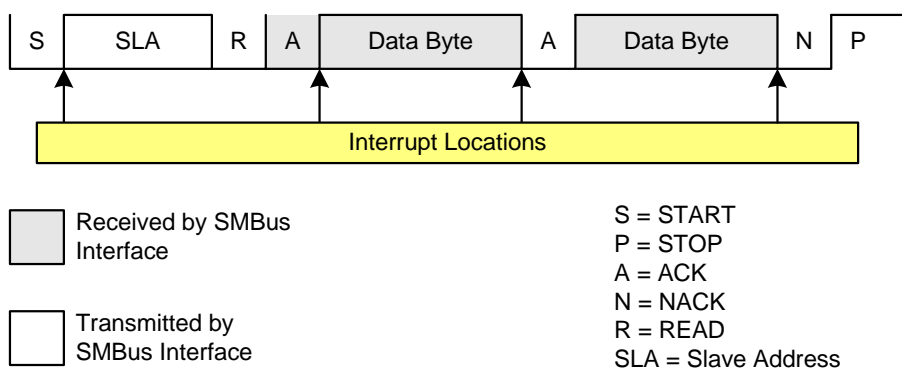 S SLA R A Data Byte A Data Byte N P
Interrupt Locations
Received by SMBus
Interface
Transmitted by
SMBus Interface
S = START
P = STOP
A = ACK
N = NACK
R = READ
SLA = Slave Address